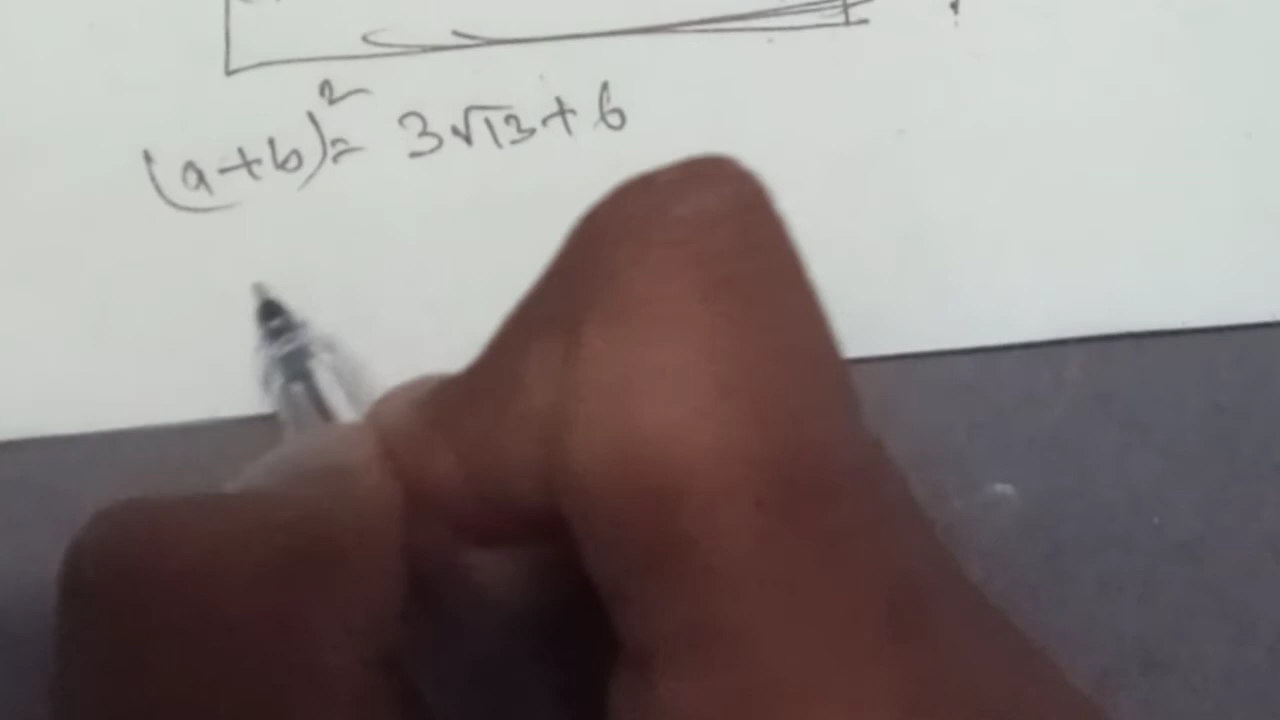 (a+b)² = 3√13 + 6